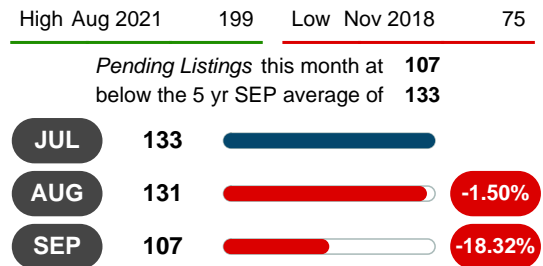 High Aug 2021 199 Low Nov 2018 75
Pending Listings this month at 107
below the 5 yr SEP average of 133
JUL 133
AUG 131 -1.50%
SEP 107 -18.32%